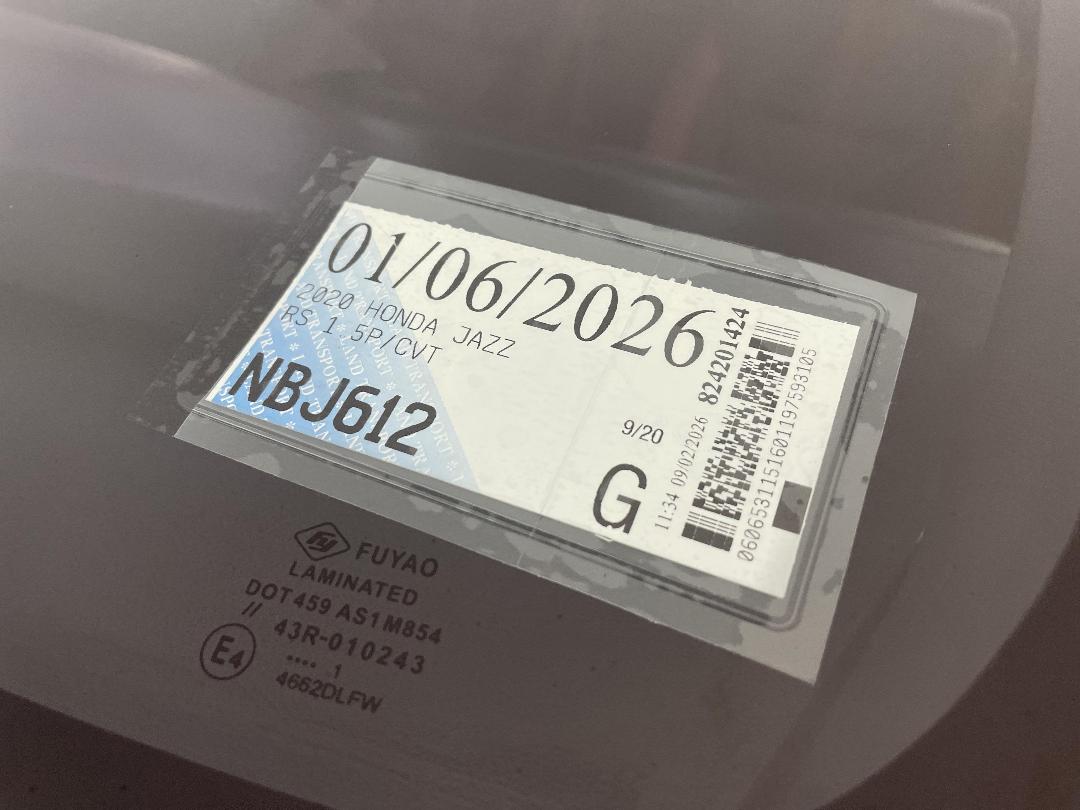 01/06/2026
2020 HONDA JAZZ
RS 1 5P/CVT
NBJ612
9/20
G
11:34 09/02/2026
824201424
0606531151601197593105
FY
FUYAO
LAMINATED
DOT459 AS1M854
// 43R-010243
E4
.... 1
4662DLFW